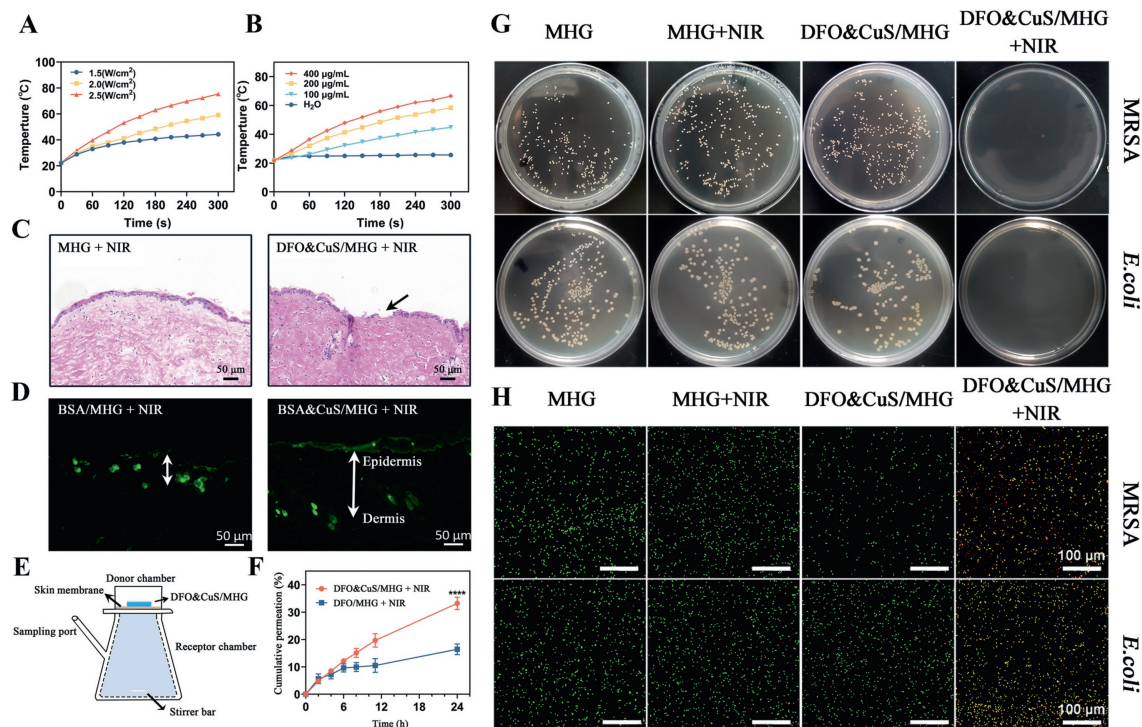 A
Temperture (°C)
100
80
60
40
20
0
1.5(W/cm²)
2.0(W/cm²)
2.5(W/cm²)
0 60 120 180 240 300
Time (s)
B
Temperture (°C)
80
60
40
20
0
400 μg/mL
200 μg/mL
100 μg/mL
H₂O
0 60 120 180 240 300
Time (s)
C
MHG + NIR
50 μm
DFO&CuS/MHG + NIR
50 μm
D
BSA/MHG + NIR
50 μm
BSA&CuS/MHG + NIR
Epidermis
Dermis
50 μm
E
Donor chamber
Skin membrane
DFO&CuS/MHG
Sampling port
Receptor chamber
Stirrer bar
F
Cumulative permeation (%)
40
30
20
10
0
DFO&CuS/MHG + NIR
DFO/MHG + NIR
****
0 4 8 12 16 20 24
Time (h)
G
MHG
MHG+NIR
DFO&CuS/MHG
DFO&CuS/MHG
+NIR
MRSA
E.coli
H
MHG
MHG+NIR
DFO&CuS/MHG
DFO&CuS/MHG
+NIR
MRSA
100 μm
E.coli
100 μm